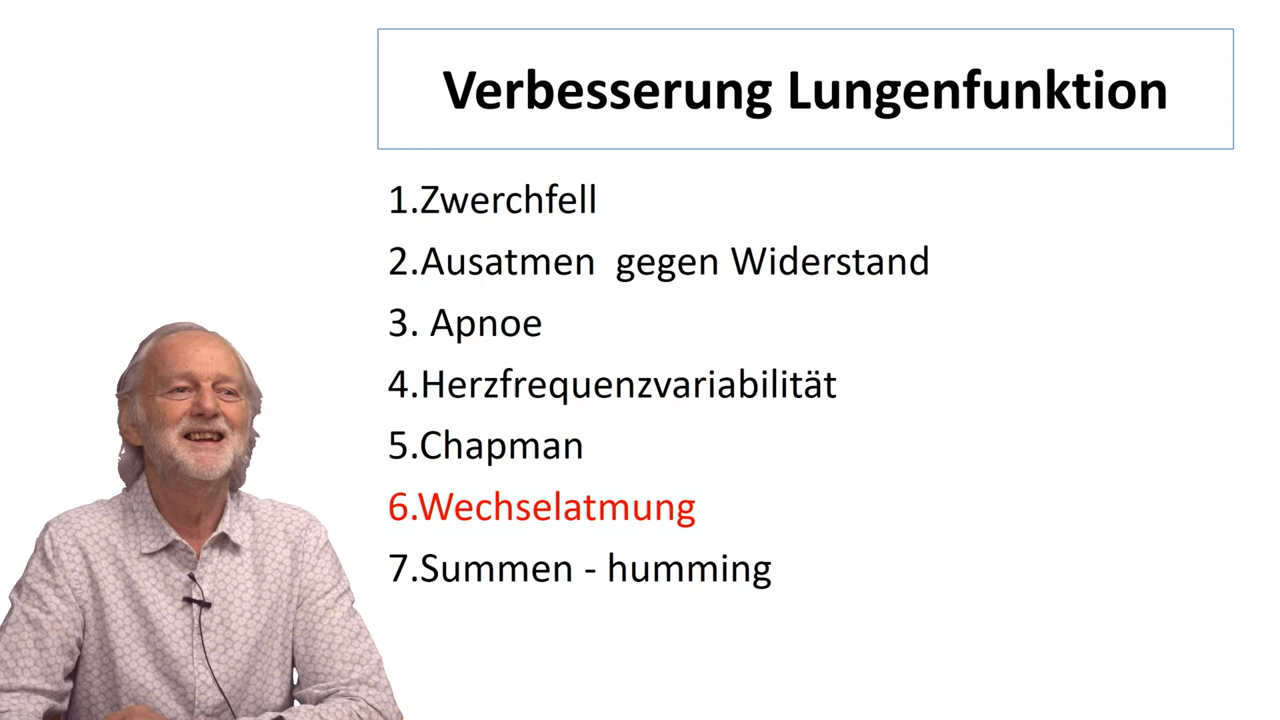 Verbesserung Lungenfunktion
1.Zwerchfell
2.Ausatmen  gegen Widerstand
3. Apnoe
4.Herzfrequenzvariabilität
5.Chapman
6.Wechselatmung
7.Summen - humming